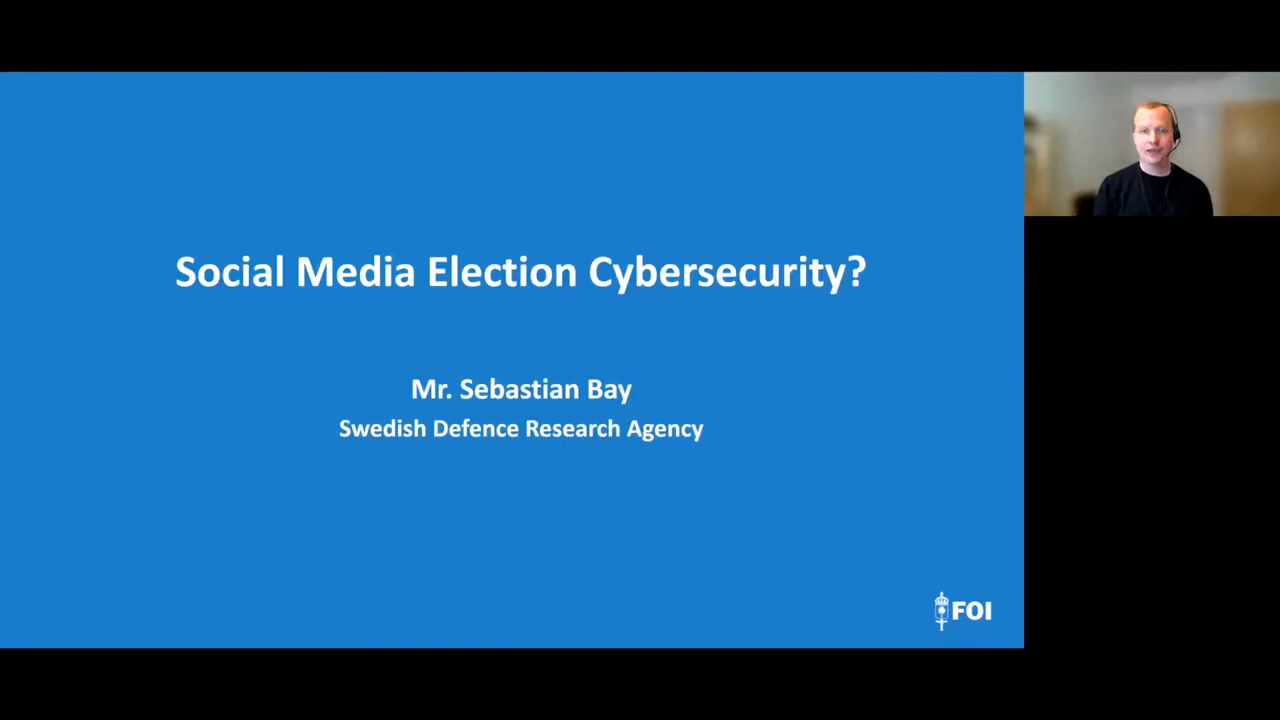 Social Media Election Cybersecurity?
Mr. Sebastian Bay
Swedish Defence Research Agency
FOI